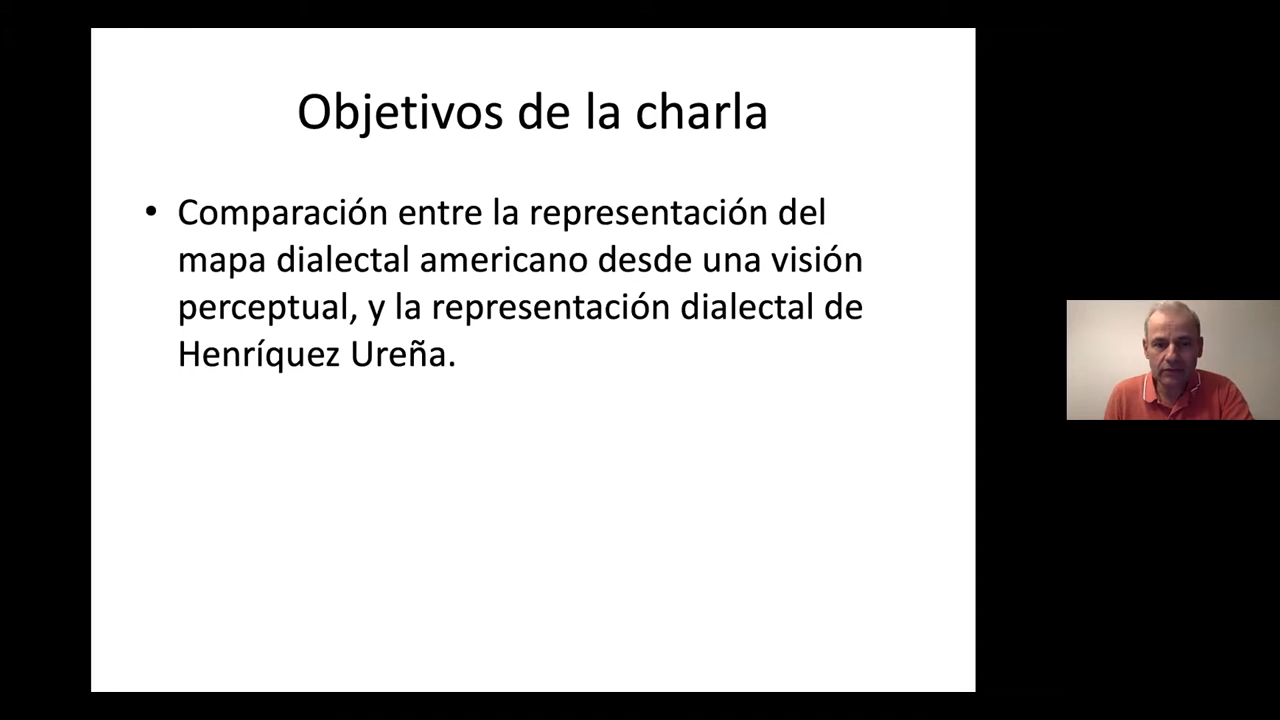 Objetivos de la charla
• Comparación entre la representación del
mapa dialectal americano desde una visión
perceptual, y la representación dialectal de
Henríquez Ureña.